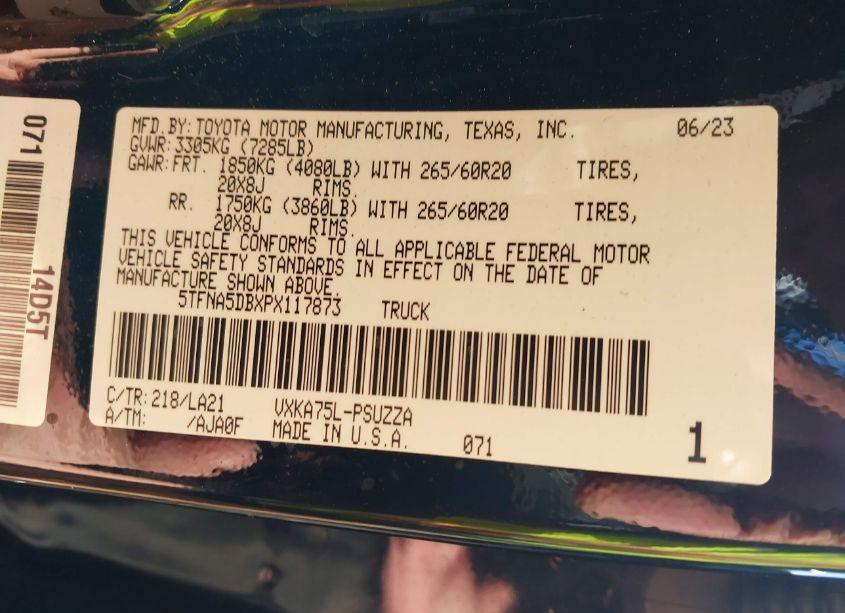 071
14D5T
MFD.BY:TOYOTA MOTOR MANUFACTURING, TEXAS, INC. 06/23
GVWR:3305KG (7285LB)
GAWR:FRT. 1850KG (4080LB) WITH 265/60R20 TIRES,
20X8J RIMS.
RR. 1750KG (3860LB) WITH 265/60R20 TIRES,
20X8J RIMS.
THIS VEHICLE CONFORMS TO ALL APPLICABLE FEDERAL MOTOR
VEHICLE SAFETY STANDARDS IN EFFECT ON THE DATE OF
MANUFACTURE SHOWN ABOVE.
5TFNA5DBXPX117873 TRUCK
C/TR:218/LA21 VXKA75L-PSUZZA
A/TM: /AJA0F MADE IN U.S.A. 071
1